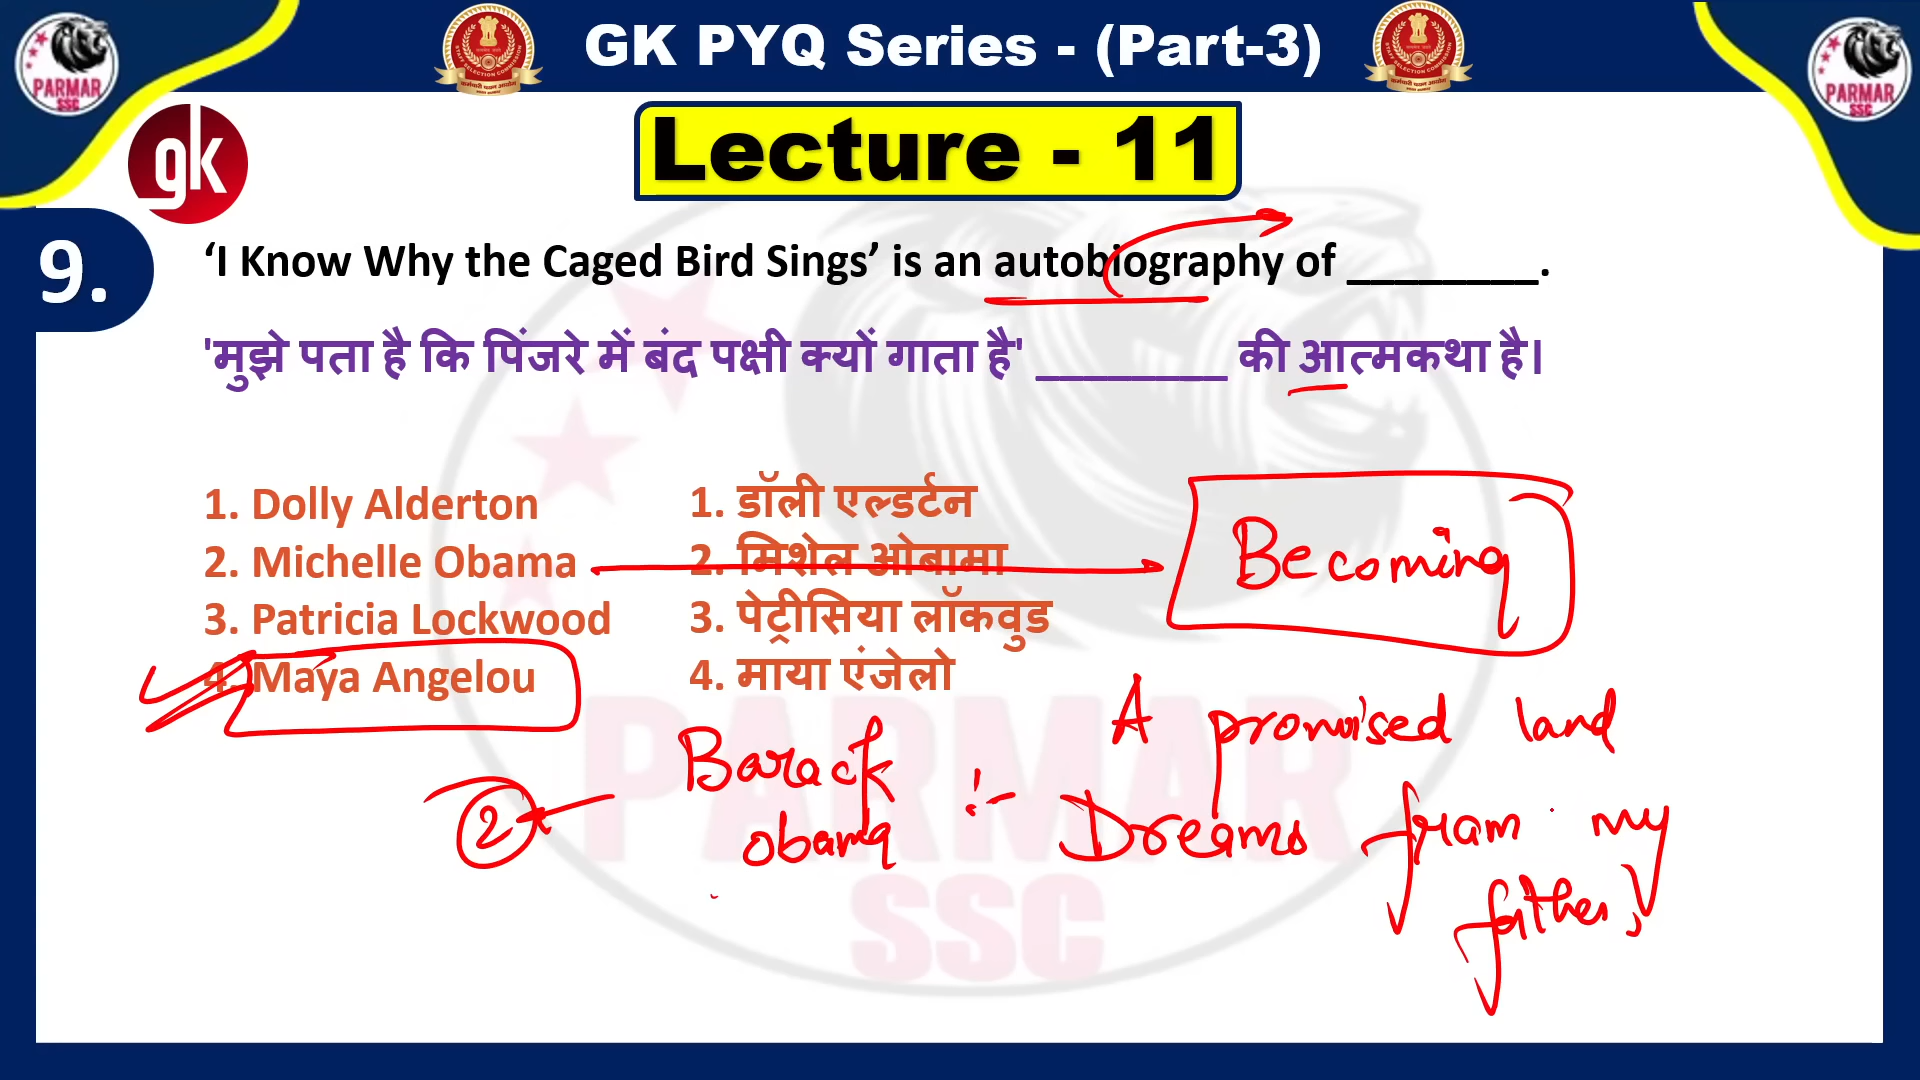 PARMAR
SSC
GK PYQ Series - (Part-3)
PARMAR
SSC
gk
Lecture - 11
9.
‘I Know Why the Caged Bird Sings’ is an autobiography of ________.
'मुझे पता है कि पिंजरे में बंद पक्षी क्यों गाता है' ________ की आत्मकथा है।
1. Dolly Alderton
2. Michelle Obama
3. Patricia Lockwood
4. Maya Angelou
1. डॉली एल्डर्टन
2. मिशेल ओबामा
3. पेट्रीसिया लॉकवुड
4. माया एंजेलो
Becoming
A promised land
Barack
obama :-
2
Dreams from my
father,
PARMAR
SSC